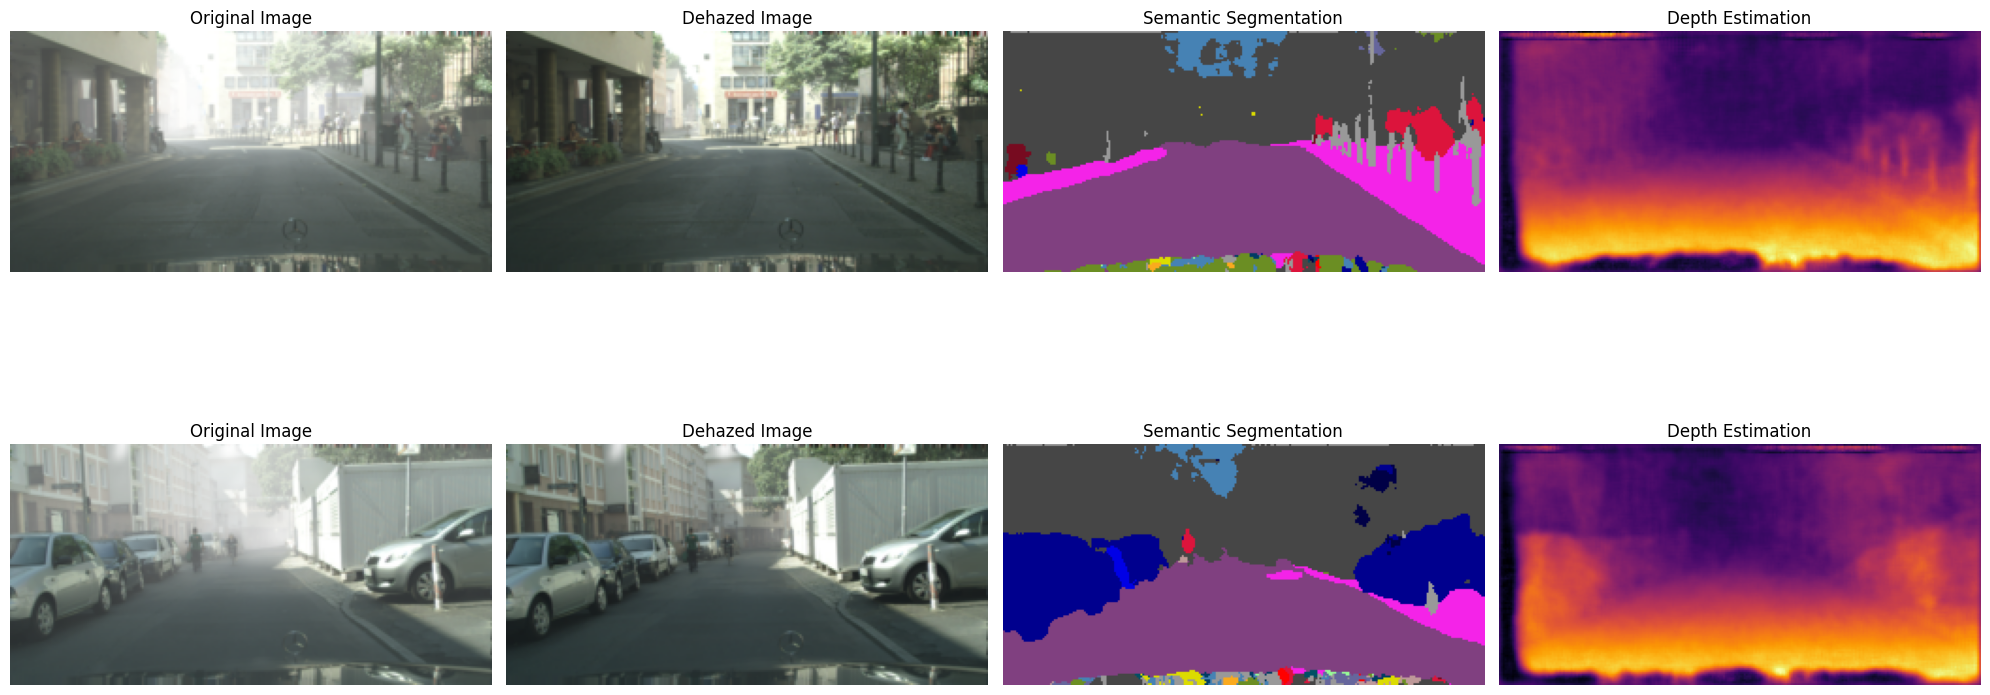 Original Image
Dehazed Image
Semantic Segmentation
Depth Estimation
Original Image
Dehazed Image
Semantic Segmentation
Depth Estimation